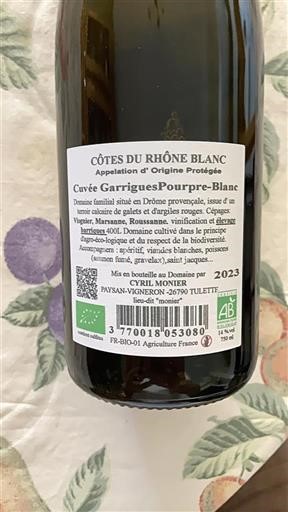 CÔTES DU RHÔNE BLANC
Appelation d' Origine Protégée
Cuvée GarriguesPourpre-Blanc
Domaine familial situé en Drôme provençale, issue d' un
terroir calcaire de galets et d'argiles rouges. Cépages:
Viognier, Marsanne, Roussanne, vinification et élevage
barriques 400L. Domaine cultivé dans le principe
d'agro-éco-logique et du respect de la biodiversité.
Accompagnera : apéritif, viandes blanches, poissons
(saumon fumé, gravelax), saint jacques...
Mis en bouteille au Domaine par
CYRIL MONIER
2023
PAYSAN-VIGNERON -26790 TULETTE
lieu-dit "monier"
3 770018 053080
FR-BIO-01 Agriculture France
AB
14 % vol
750 ml